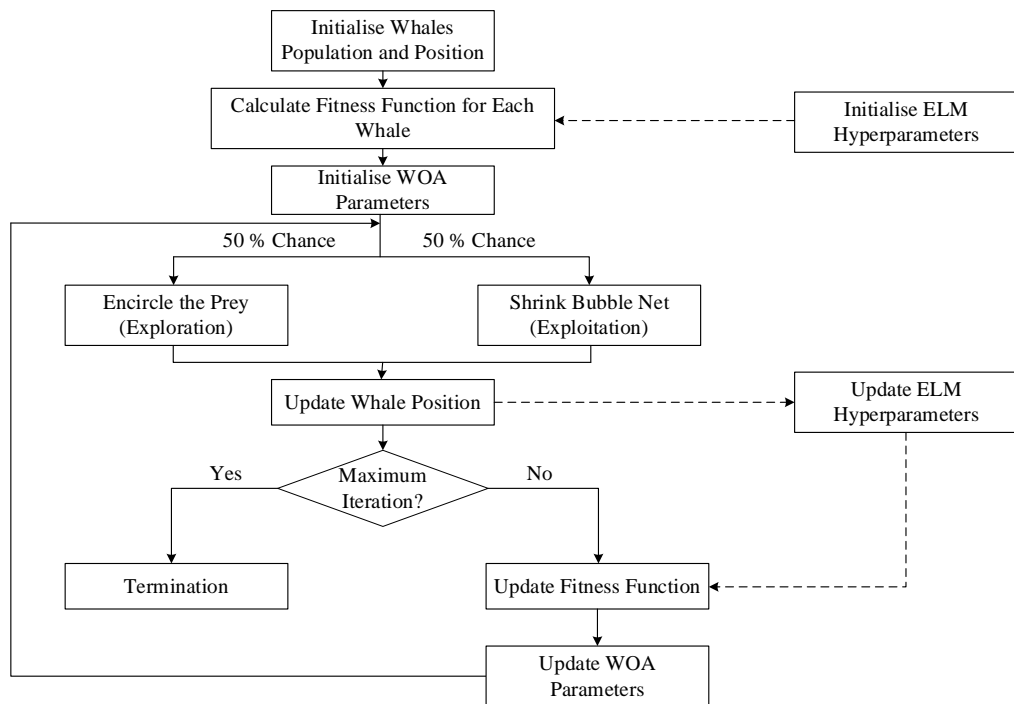 Initialise Whales
Population and Position
Calculate Fitness Function for Each
Whale
Initialise ELM
Hyperparameters
Initialise WOA
Parameters
50 % Chance
50 % Chance
Encircle the Prey
(Exploration)
Shrink Bubble Net
(Exploitation)
Update Whale Position
Update ELM
Hyperparameters
Yes
Maximum
Iteration?
No
Termination
Update Fitness Function
Update WOA
Parameters